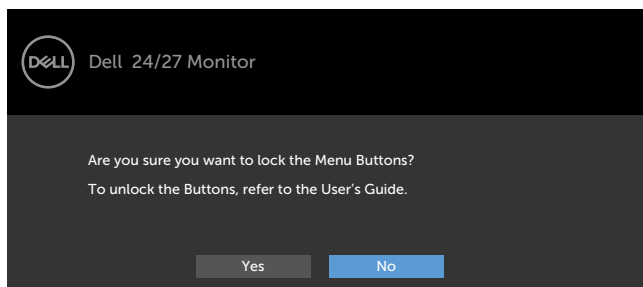 DELL
Dell 24/27 Monitor
Are you sure you want to lock the Menu Buttons?
To unlock the Buttons, refer to the User's Guide.
Yes No